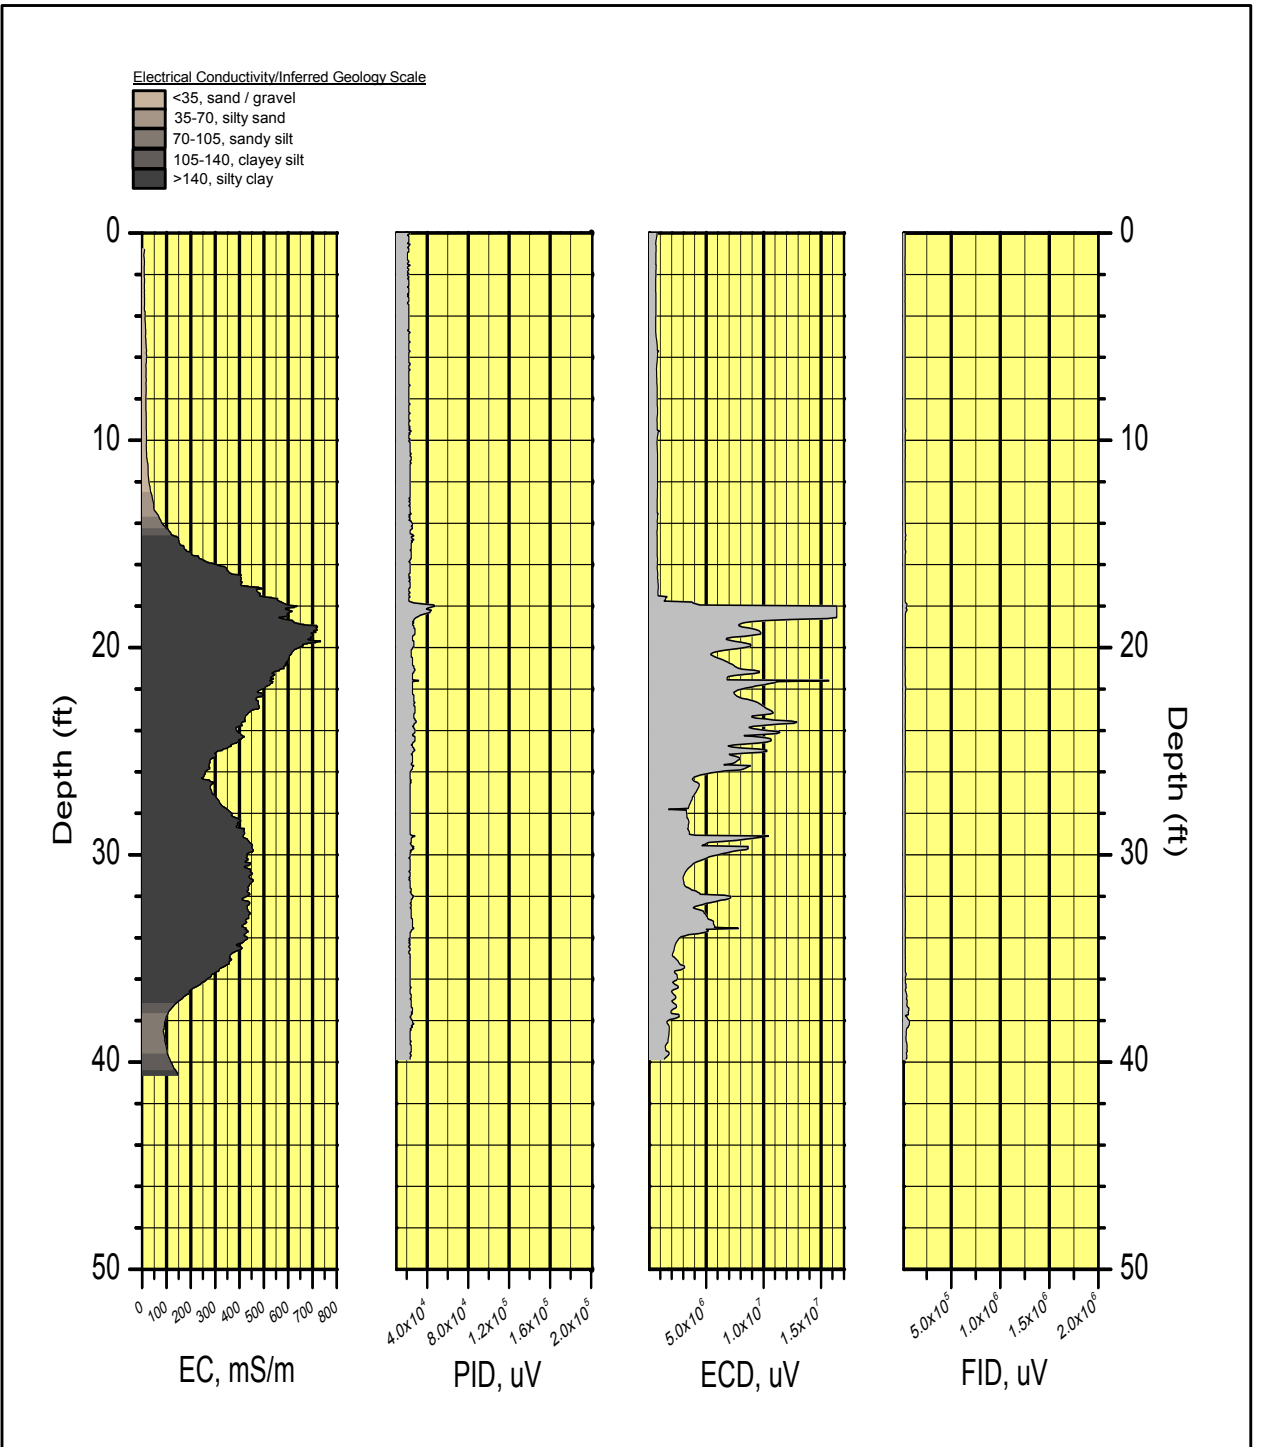 Electrical Conductivity/Inferred Geology Scale
<35, sand / gravel
35-70, silty sand
70-105, sandy silt
105-140, clayey silt
>140, silty clay
0
10
20
30
40
50
Depth (ft)
0
10
20
30
40
50
Depth (ft)
0 100 200 300 400 500 600 700 800
4.0x10⁴ 8.0x10⁴ 1.2x10⁵ 1.6x10⁵ 2.0x10⁵
5.0x10⁶ 1.0x10⁷ 1.5x10⁷
5.0x10⁵ 1.0x10⁶ 1.5x10⁶ 2.0x10⁶
EC, mS/m
PID, uV
ECD, uV
FID, uV